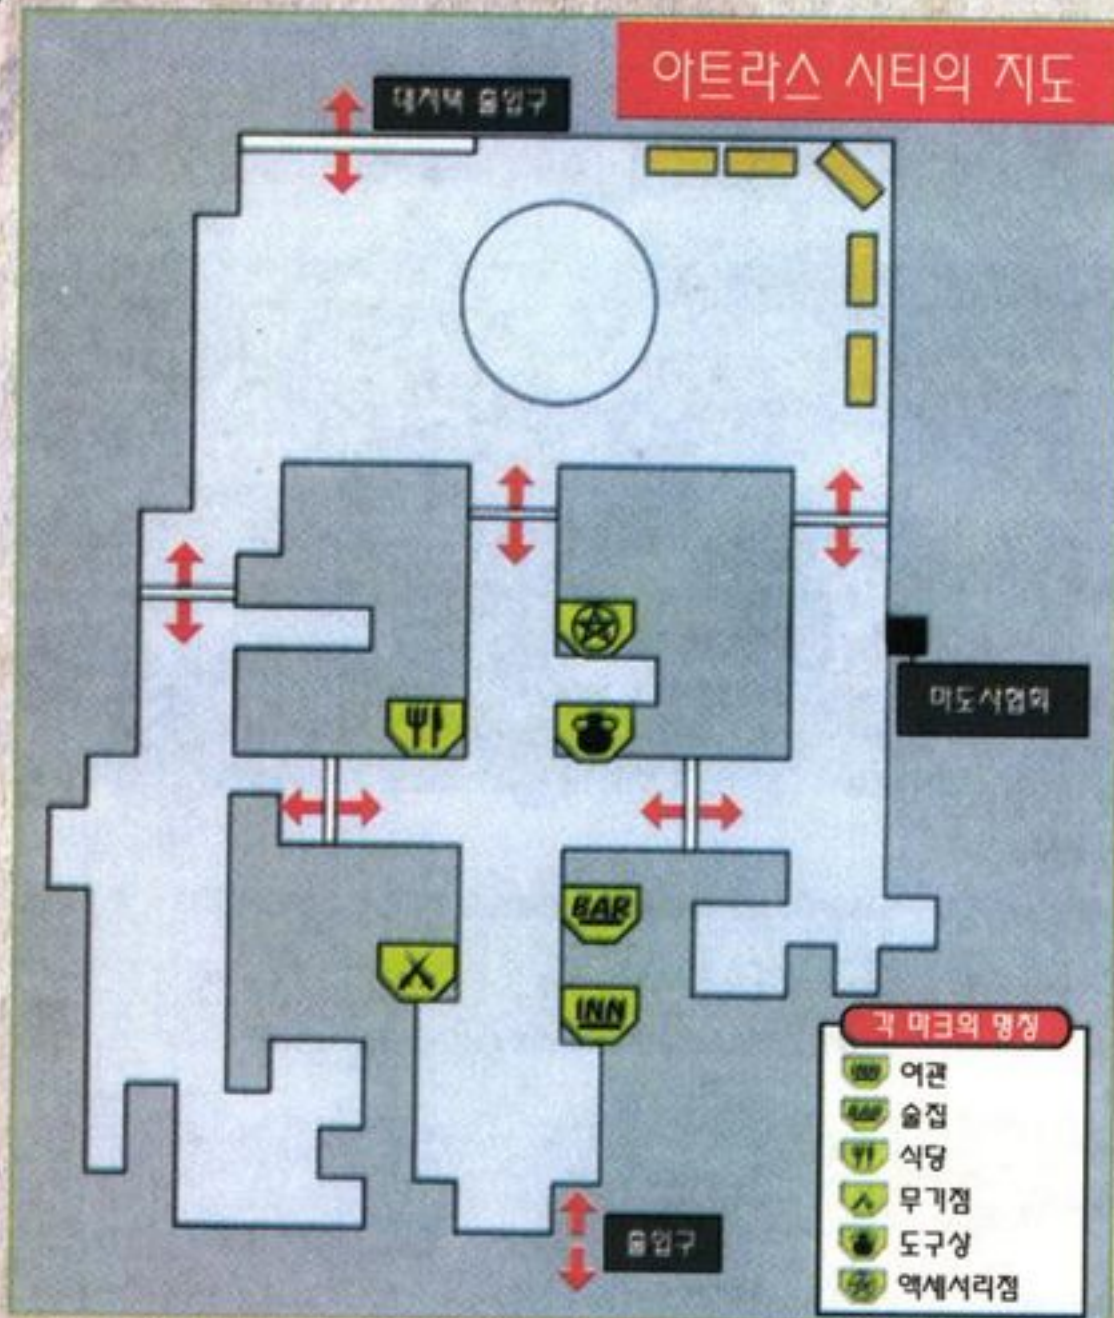 아트라스 시티의 지도
대저택 출입구
마도사협회
BAR
INN
출입구
각 마크의 명칭
INN 여관
BAR 술집
식당
무기점
도구상
액세서리점